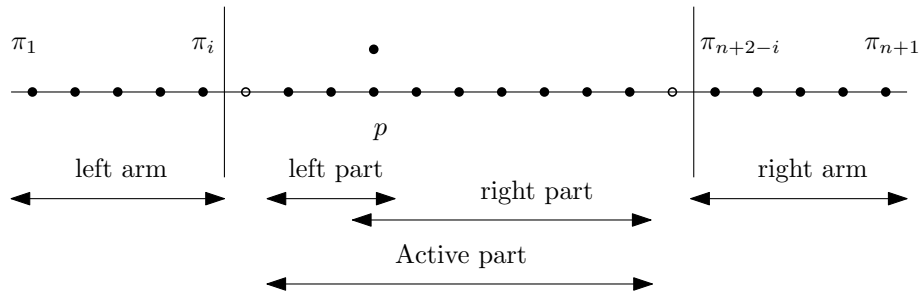 π₁ πᵢ πₙ₊₂₋ᵢ πₙ₊₁
p
left arm left part right arm
right part
Active part